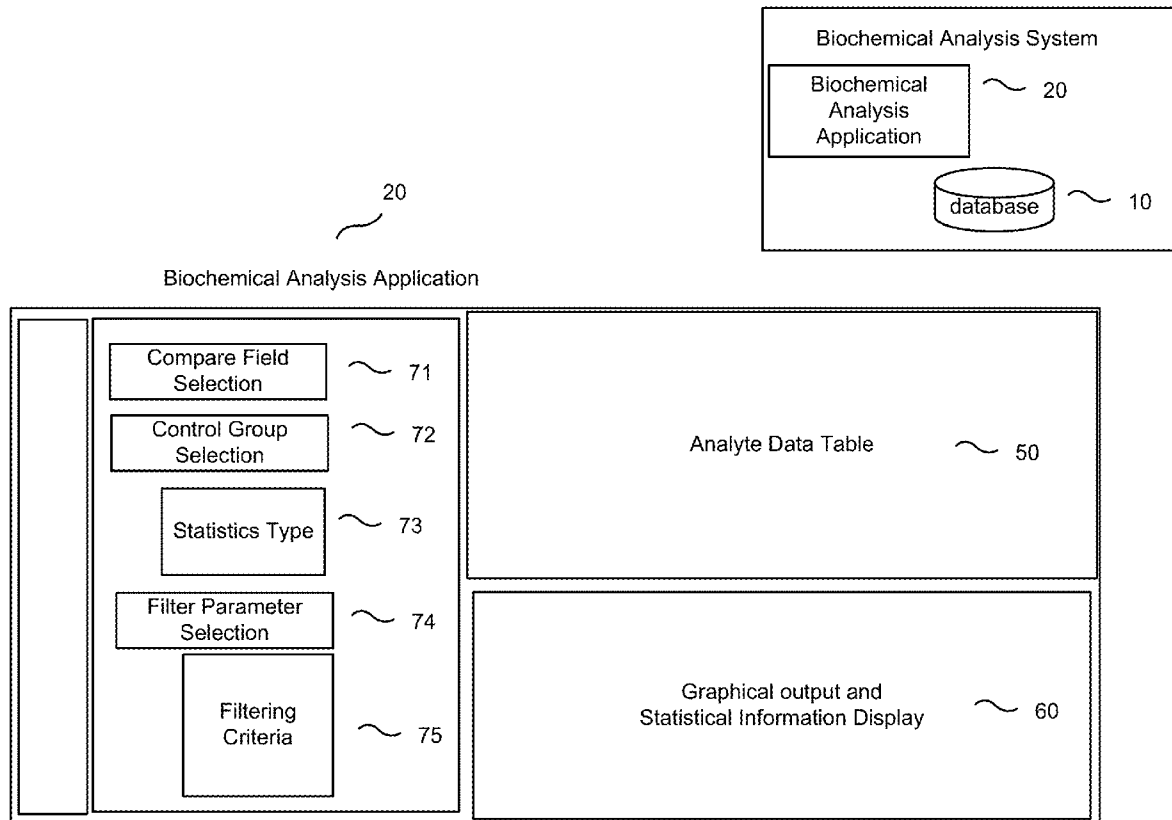 Biochemical Analysis System
Biochemical
Analysis
Application
20
database
10
20
Biochemical Analysis Application
Compare Field
Selection
71
Control Group
Selection
72
Statistics Type
73
Filter Parameter
Selection
74
Filtering
Criteria
75
Analyte Data Table
50
Graphical output and
Statistical Information Display
60